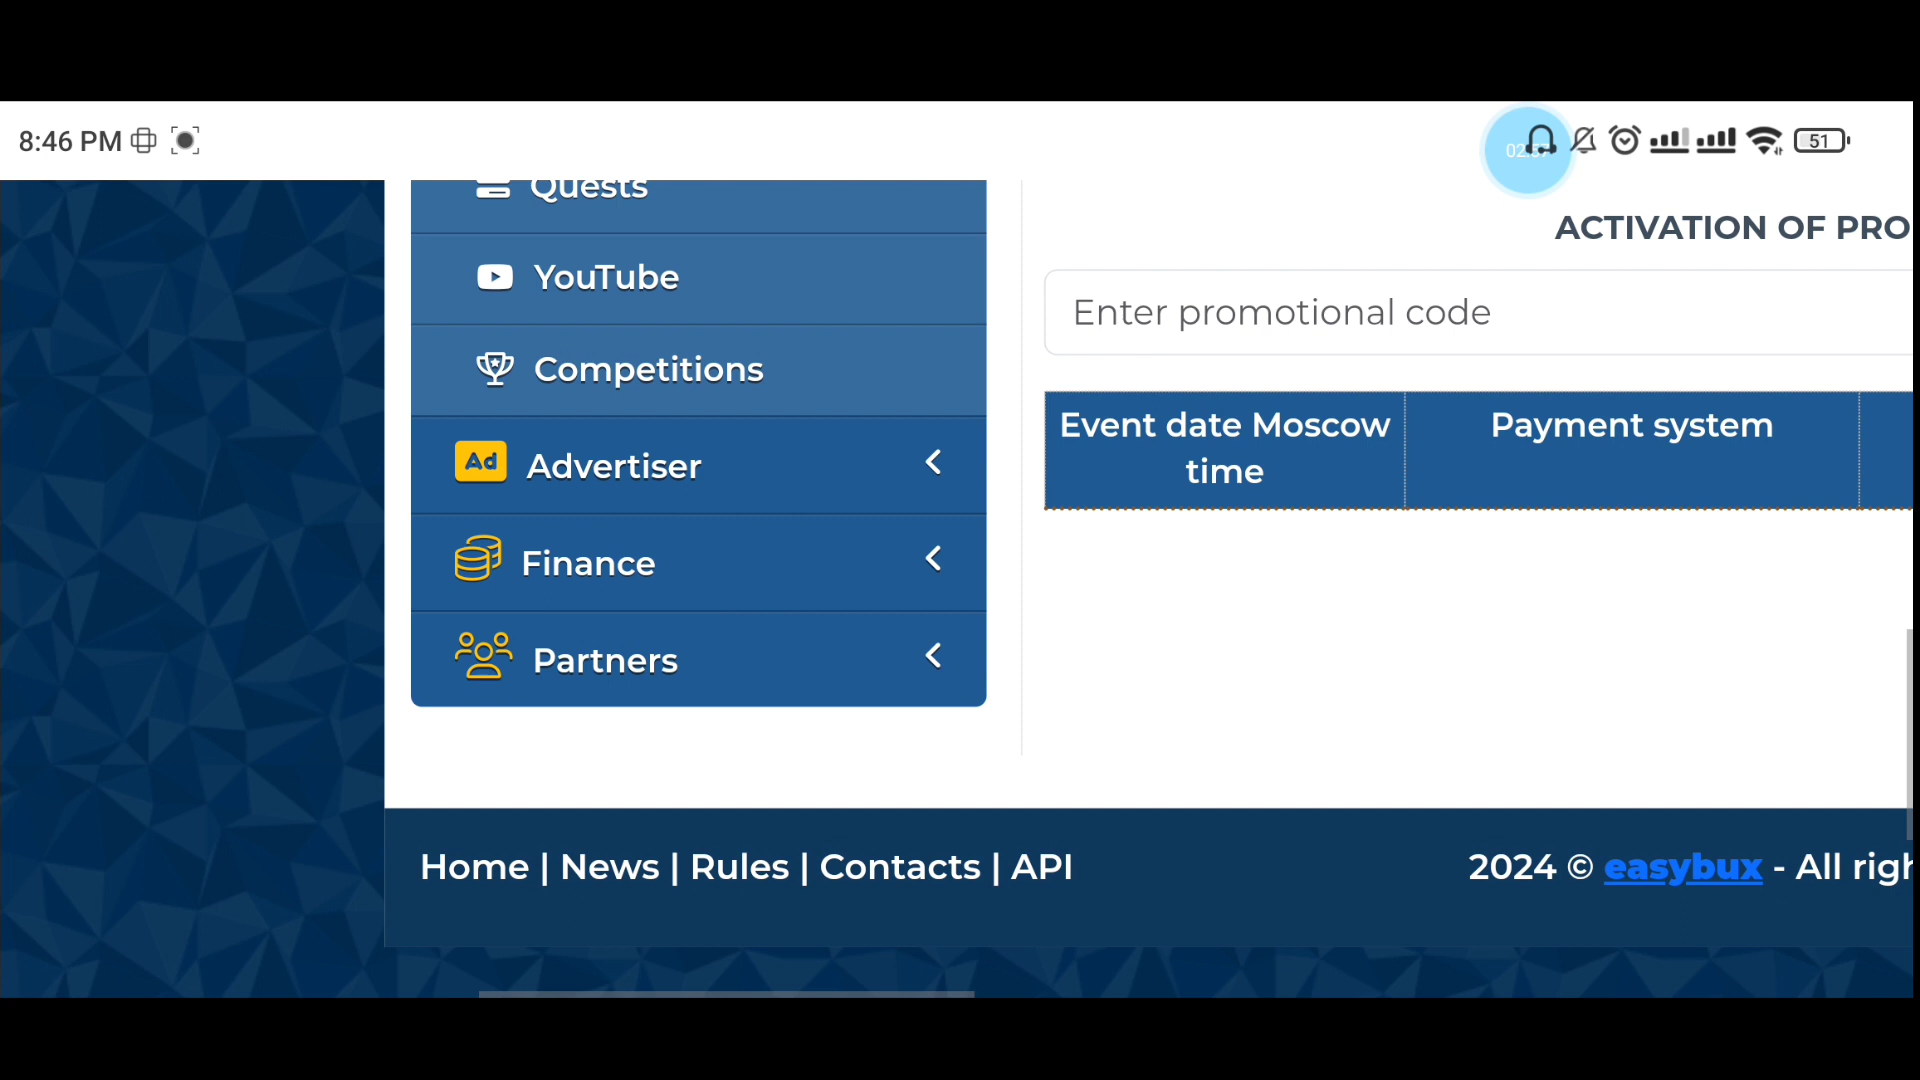 8:46 PM
51
Quests
YouTube
Competitions
Ad Advertiser
Finance
Partners
ACTIVATION OF PRO
Enter promotional code
Event date Moscow
time
Payment system
Home | News | Rules | Contacts | API
2024 © easybux - All righ